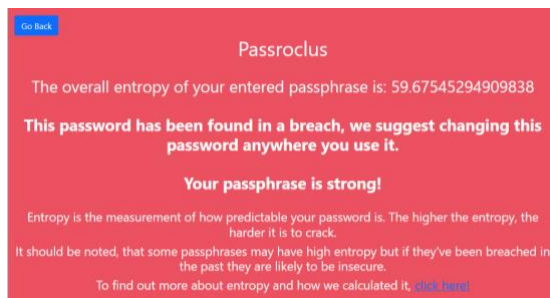 Go Back
Passroclus
The overall entropy of your entered passphrase is: 59.67545294909838
This password has been found in a breach, we suggest changing this
password anywhere you use it.
Your passphrase is strong!
Entropy is the measurement of how predictable your password is. The higher the entropy, the
harder it is to crack.
It should be noted, that some passphrases may have high entropy but if they've been breached in
the past they are likely to be insecure.
To find out more about entropy and how we calculated it, click here!